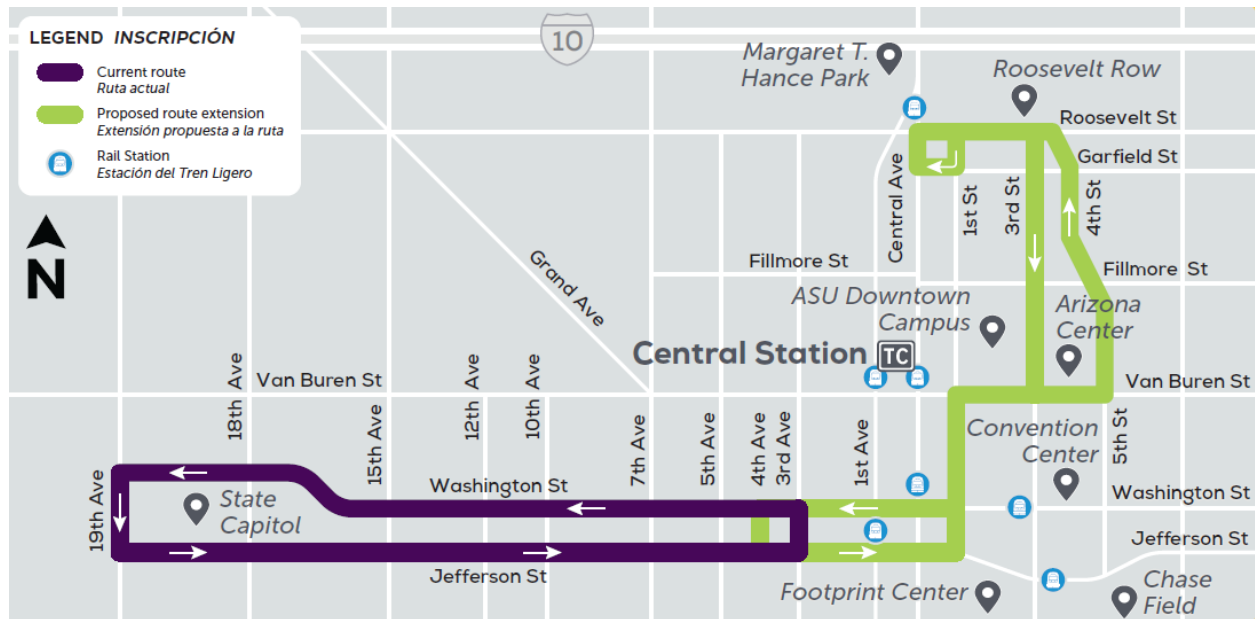 LEGEND INSCRIPCIÓN
Current route
Ruta actual
Proposed route extension
Extensión propuesta a la ruta
Rail Station
Estación del Tren Ligero
N
10
Margaret T.
Hance Park
Roosevelt Row
Roosevelt St
Garfield St
Central Ave
1st St
3rd St
4th St
Grand Ave
Fillmore St
Fillmore St
ASU Downtown
Campus
Arizona
Center
Central Station TC
Van Buren St
Van Buren St
18th Ave
15th Ave
12th Ave
10th Ave
7th Ave
5th Ave
4th Ave
3rd Ave
1st Ave
5th St
Convention
Center
19th Ave
State
Capitol
Washington St
Washington St
Jefferson St
Jefferson St
Footprint Center
Chase
Field